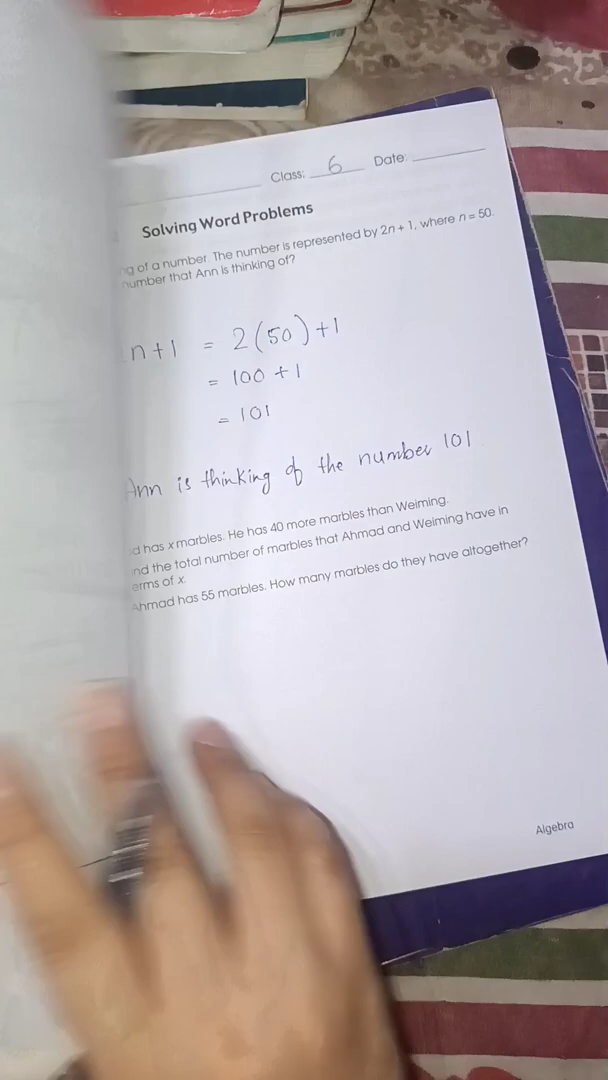 Class: 6 Date:
Solving Word Problems
of a number. The number is represented by 2n + 1, where n = 50.
number that Ann is thinking of?
n + 1 = 2(50) + 1
= 100 + 1
= 101
Ann is thinking of the number 101
has x marbles. He has 40 more marbles than Weiming.
the total number of marbles that Ahmad and Weiming have in
of x.
Ahmad has 55 marbles. How many marbles do they have altogether?
Algebra